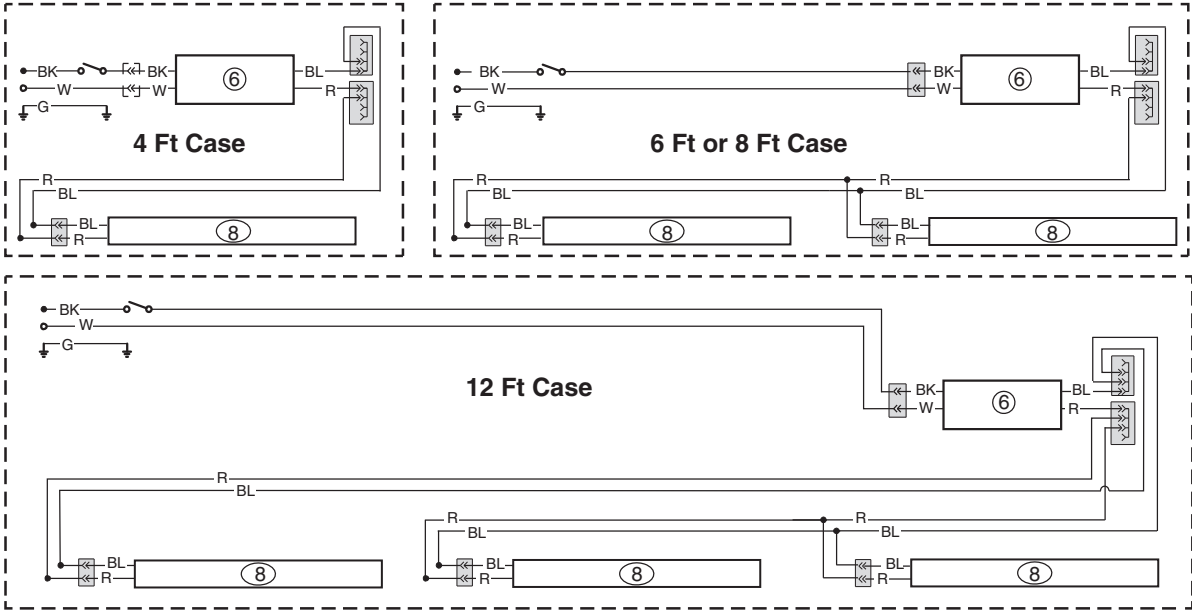 BK BK BL
W W R
6
G
4 Ft Case
R
BL
BL
R
8
BK BK BL
W W R
6
G
6 Ft or 8 Ft Case
R R
BL BL
BL BL
R R
8 8
BK
W
G
12 Ft Case
BK BL
W R
6
R
BL
R R
BL BL
BL BL BL
R R R
8 8 8